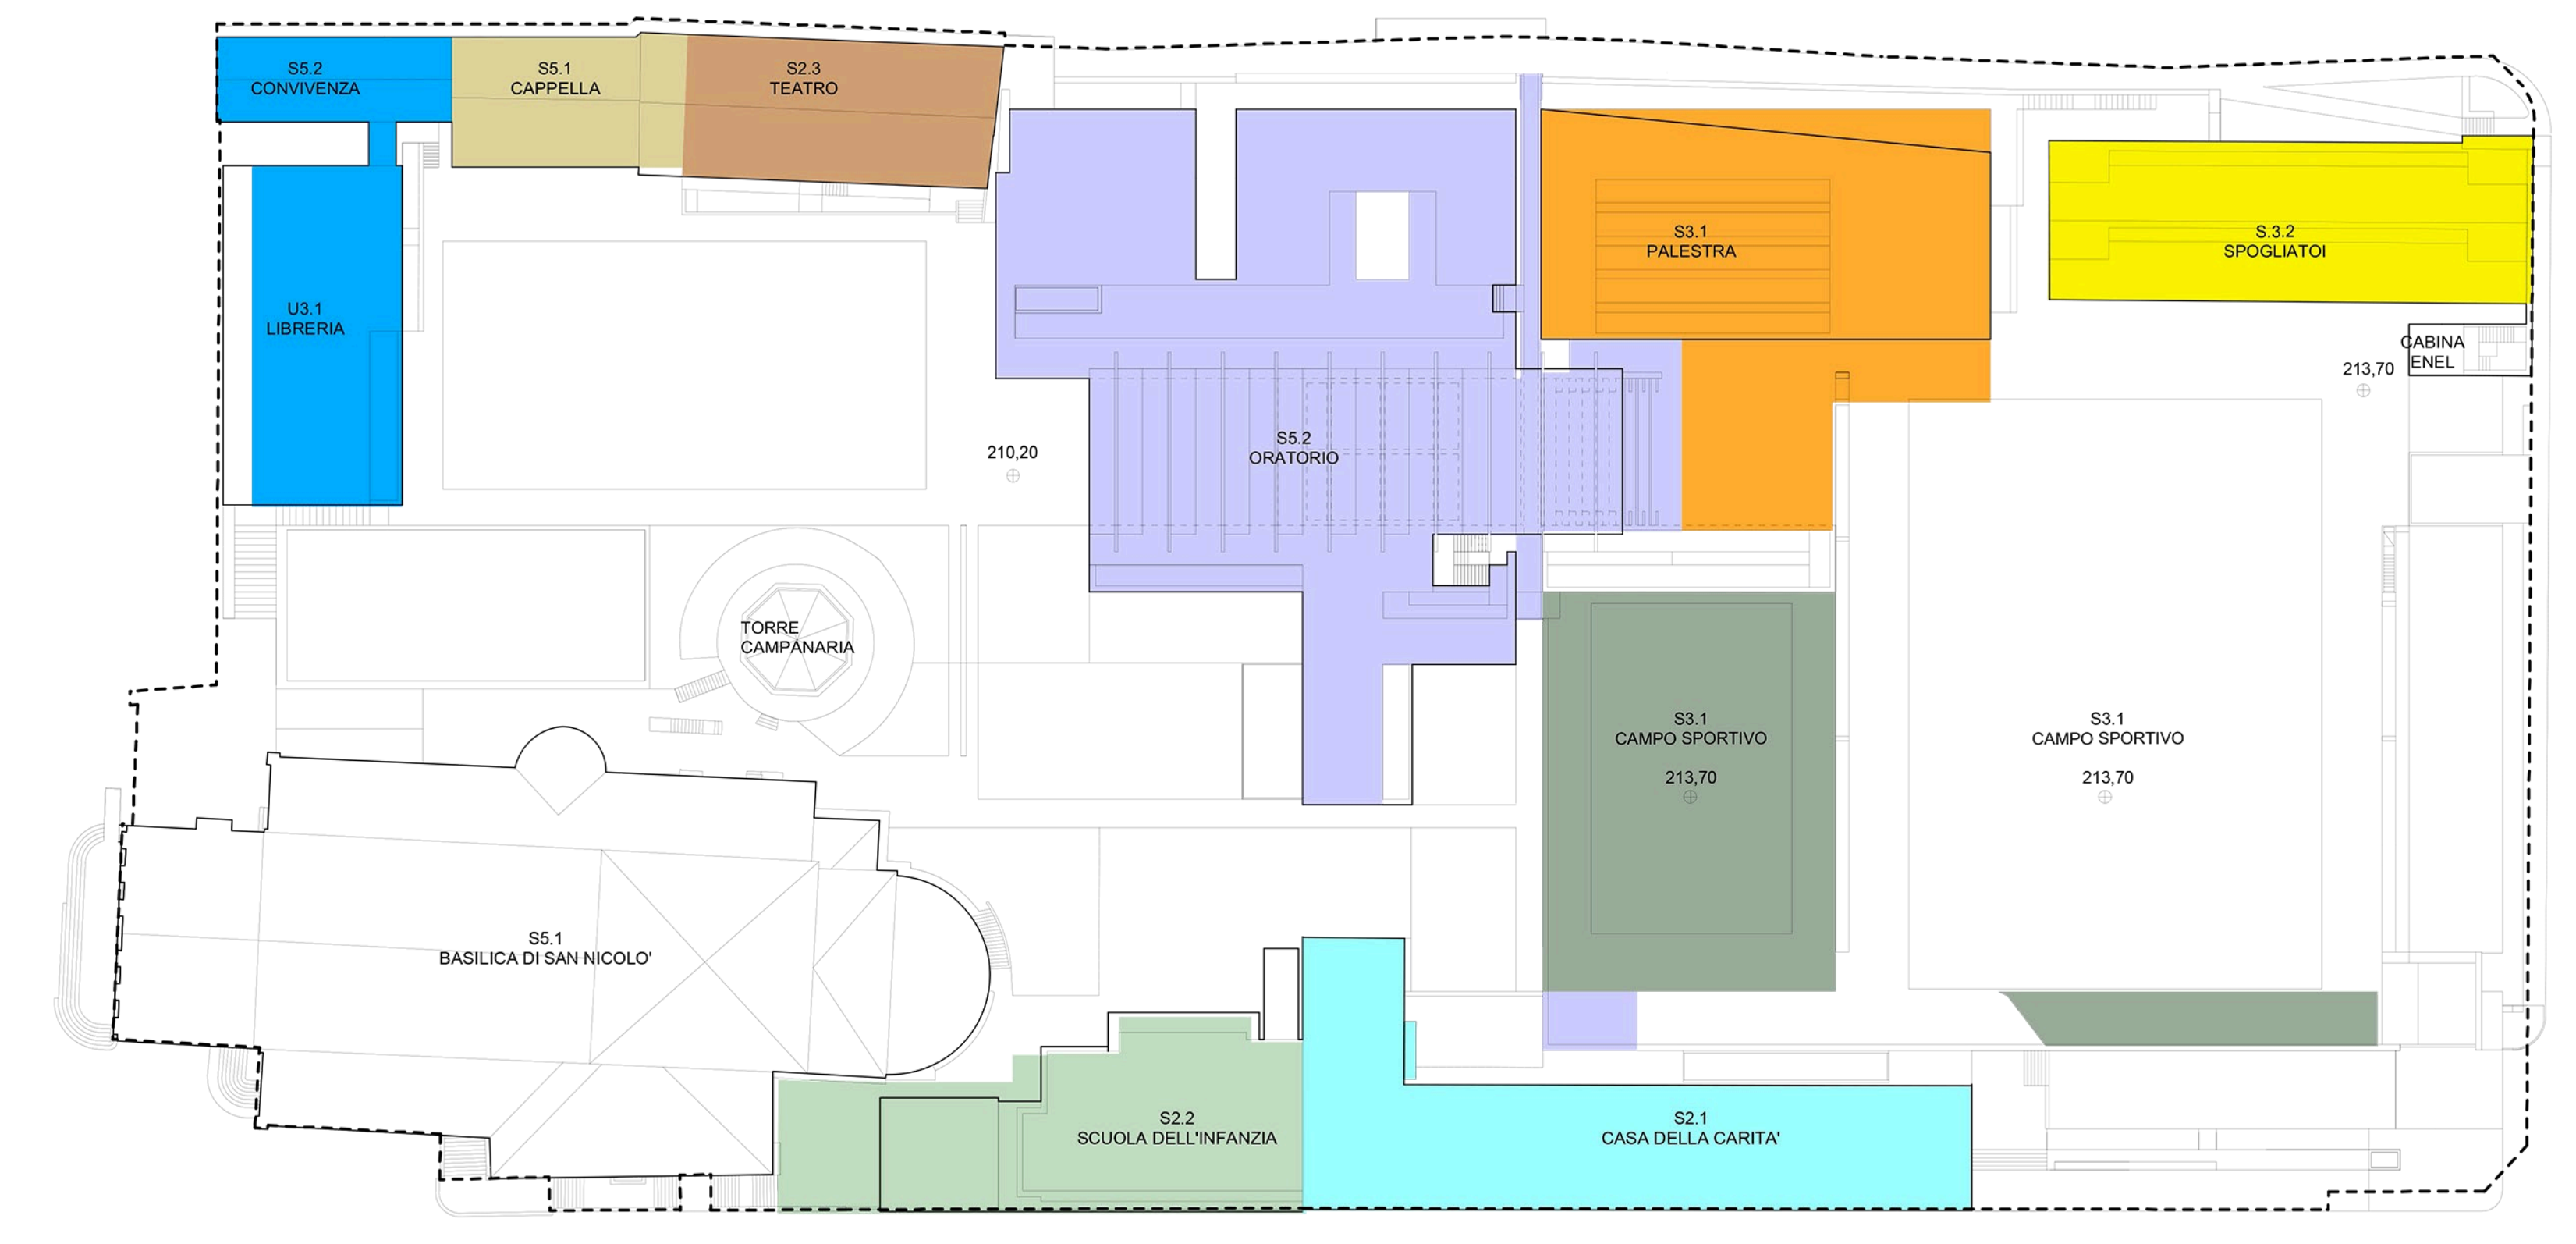 S5.2
CONVIVENZA
S5.1
CAPPELLA
S2.3
TEATRO
S3.1
PALESTRA
S.3.2
SPOGLIATOI
U3.1
LIBRERIA
CABINA
ENEL
213,70
210,20
S5.2
ORATORIO
TORRE
CAMPANARIA
S3.1
CAMPO SPORTIVO
213,70
S3.1
CAMPO SPORTIVO
213,70
S5.1
BASILICA DI SAN NICOLO'
S2.2
SCUOLA DELL'INFANZIA
S2.1
CASA DELLA CARITA'